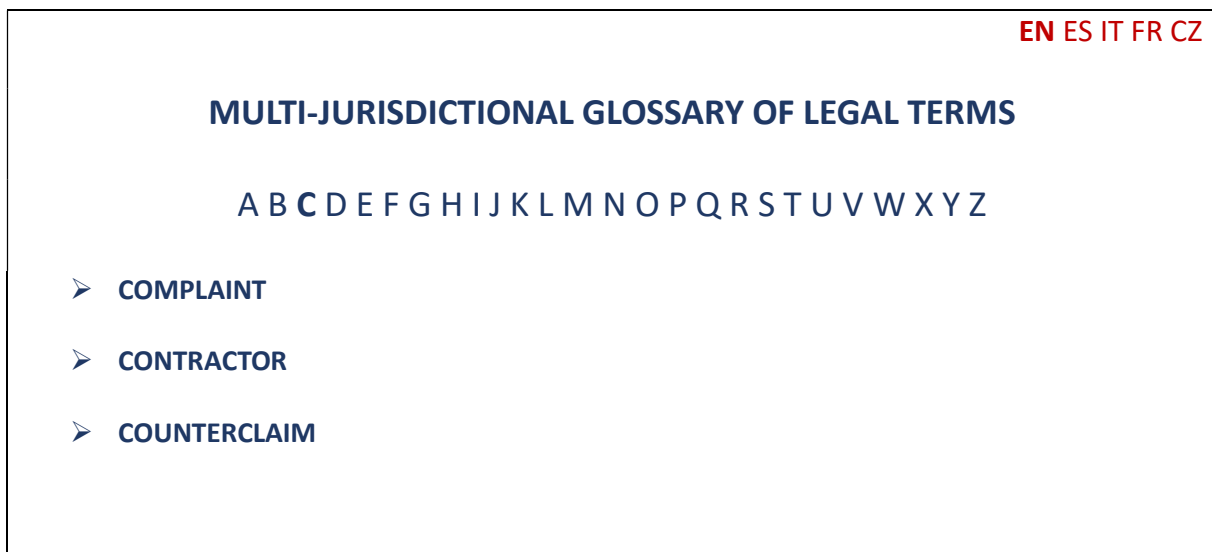 EN ES IT FR CZ
MULTI-JURISDICTIONAL GLOSSARY OF LEGAL TERMS
A B C D E F G H I J K L M N O P Q R S T U V W X Y Z
➢ COMPLAINT
➢ CONTRACTOR
➢ COUNTERCLAIM